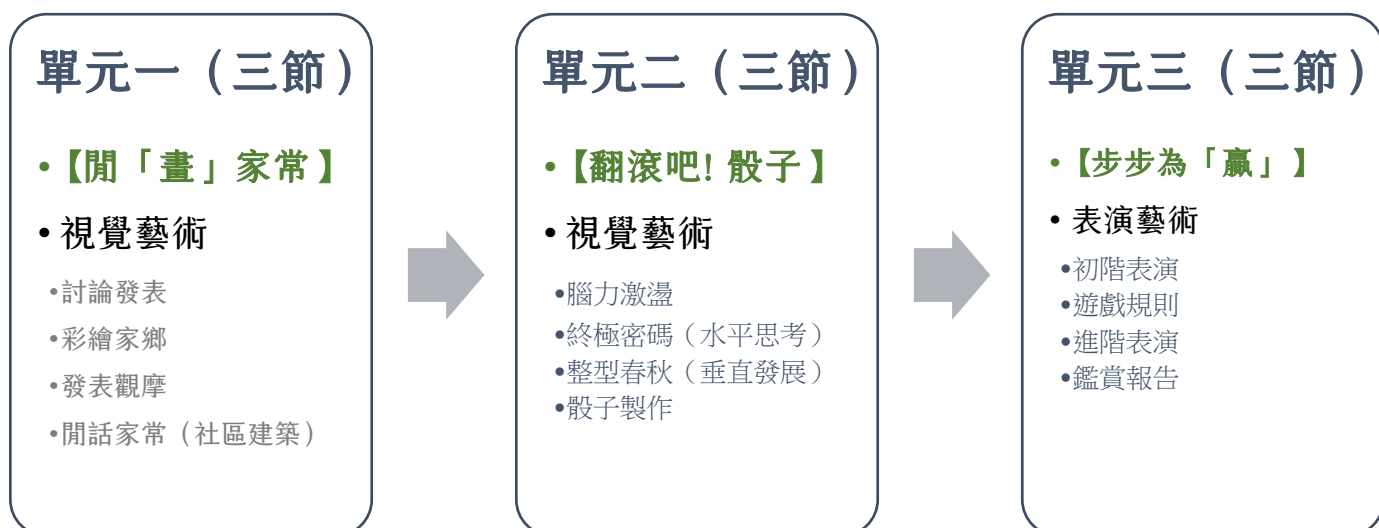 單元一（三節）
•【閒「畫」家常】
•視覺藝術
•討論發表
•彩繪家鄉
•發表觀摩
•閒話家常（社區建築）
單元二（三節）
•【翻滾吧! 骰子】
•視覺藝術
•腦力激盪
•終極密碼（水平思考）
•整型春秋（垂直發展）
•骰子製作
單元三（三節）
•【步步為「贏」】
•表演藝術
•初階表演
•遊戲規則
•進階表演
•鑑賞報告